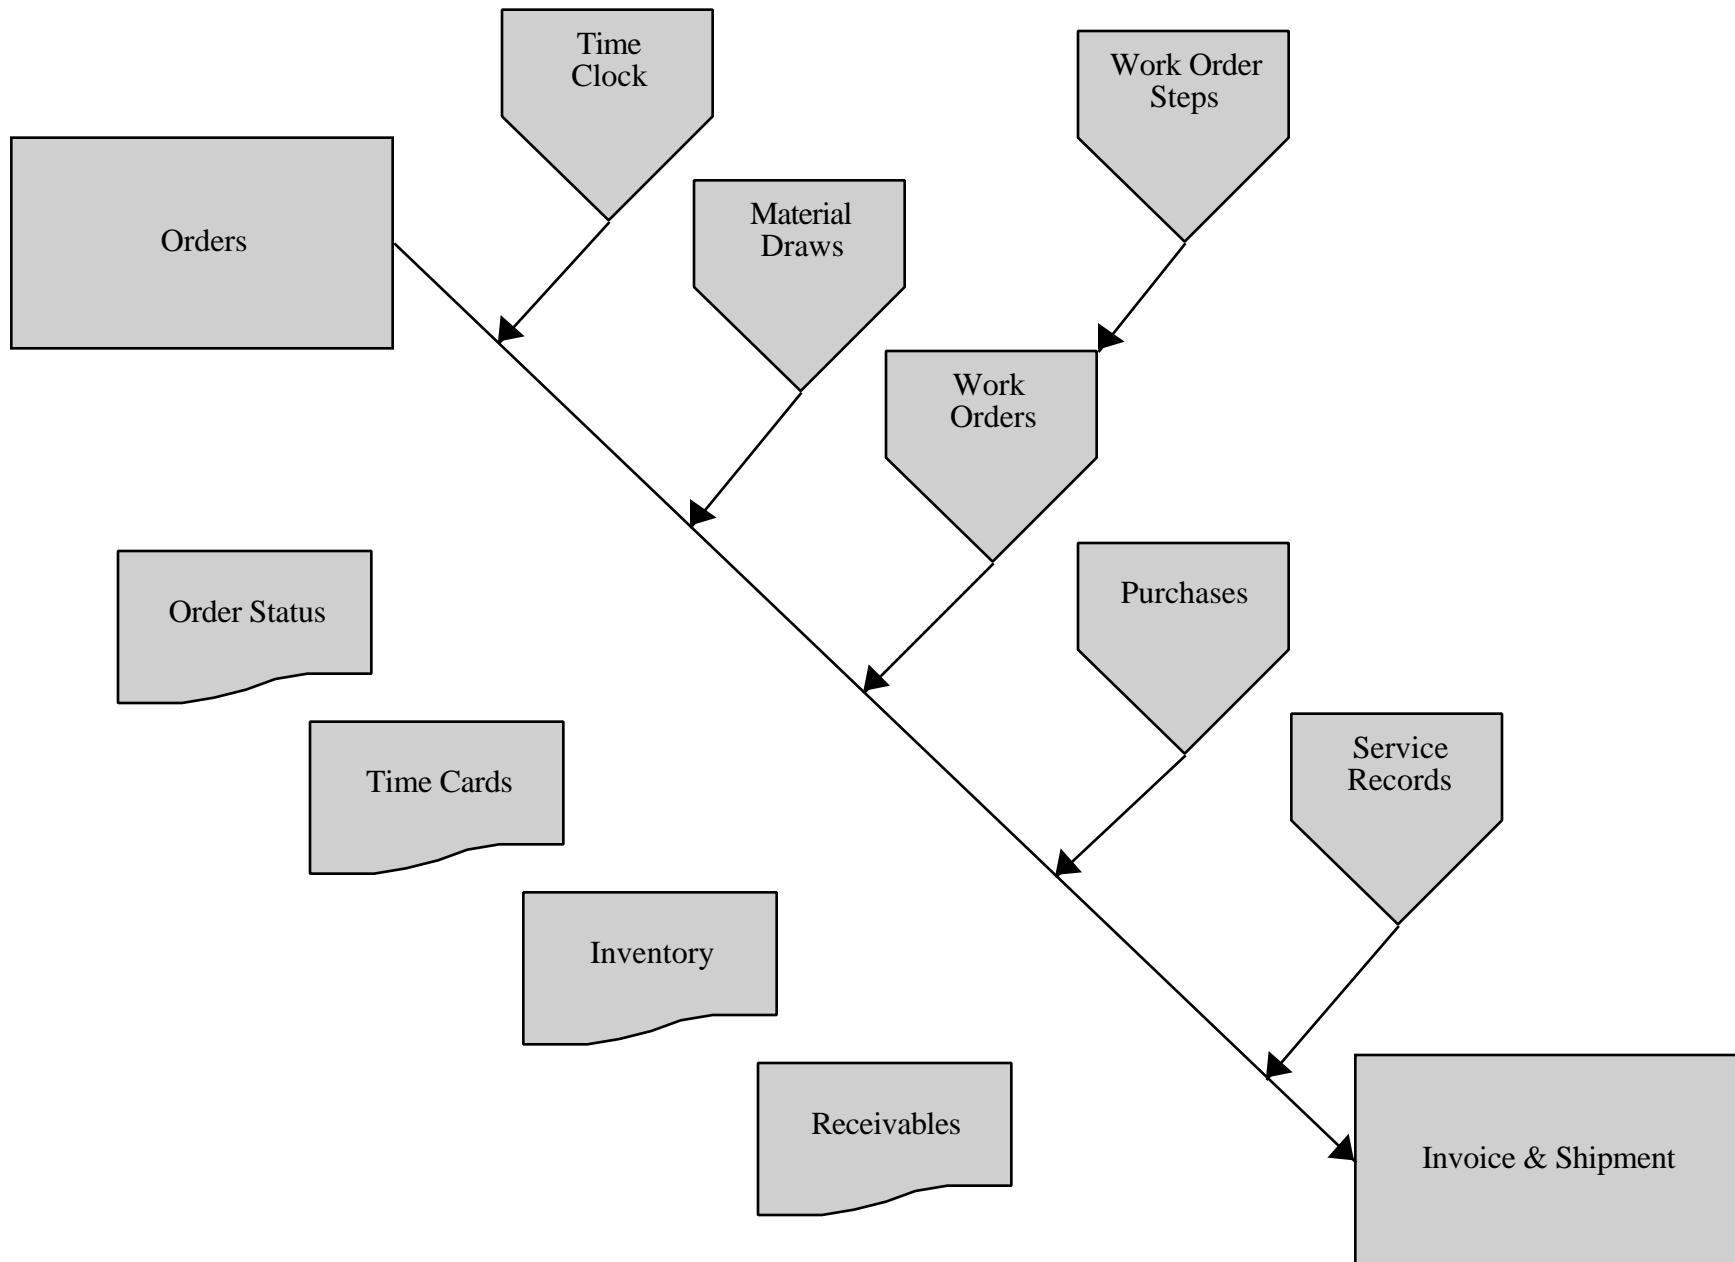 Time
Clock
Work Order
Steps
Orders
Material
Draws
Work
Orders
Purchases
Order Status
Service
Records
Time Cards
Inventory
Receivables
Invoice & Shipment